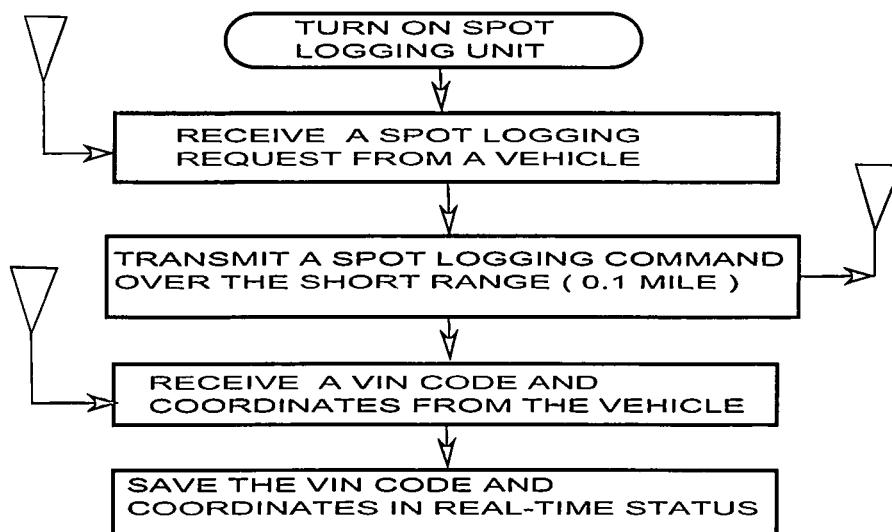 TURN ON SPOT
LOGGING UNIT
RECEIVE A SPOT LOGGING
REQUEST FROM A VEHICLE
TRANSMIT A SPOT LOGGING COMMAND
OVER THE SHORT RANGE ( 0.1 MILE )
RECEIVE A VIN CODE AND
COORDINATES FROM THE VEHICLE
SAVE THE VIN CODE AND
COORDINATES IN REAL-TIME STATUS